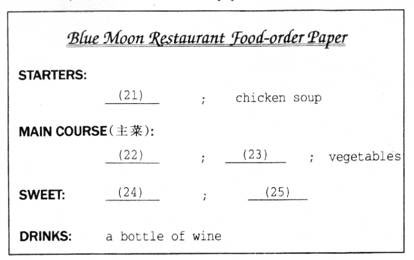 Blue Moon Restaurant Food-order Paper
STARTERS:
(21) ; chicken soup
MAIN COURSE(主菜):
(22) ; (23) ; vegetables
SWEET: (24) ; (25)
DRINKS: a bottle of wine